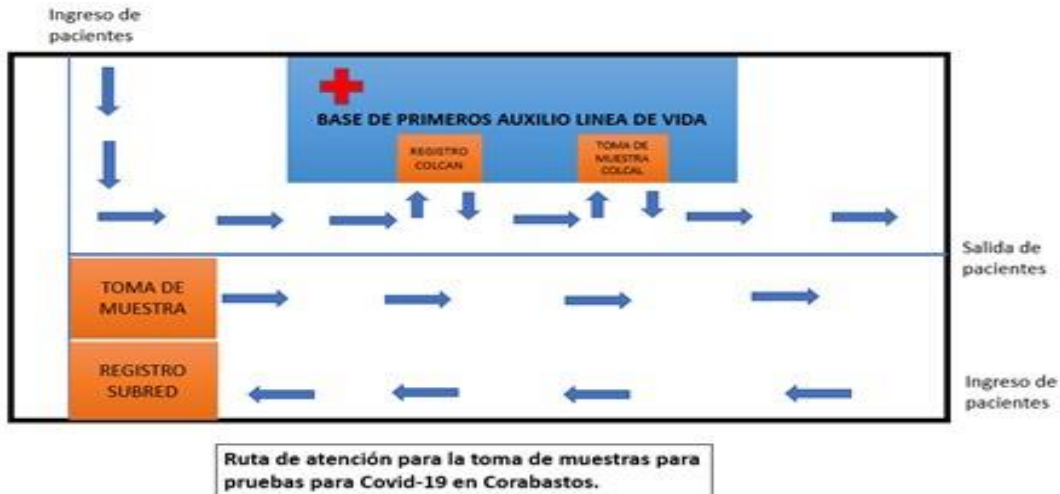 Ingreso de
pacientes
BASE DE PRIMEROS AUXILIO LINEA DE VIDA
REGISTRO
COLCAN
TOMA DE
MUESTRA
COLCAL
Salida de
pacientes
TOMA DE
MUESTRA
REGISTRO
SUBRED
Ingreso de
pacientes
Ruta de atención para la toma de muestras para
pruebas para Covid-19 en Corabastos.